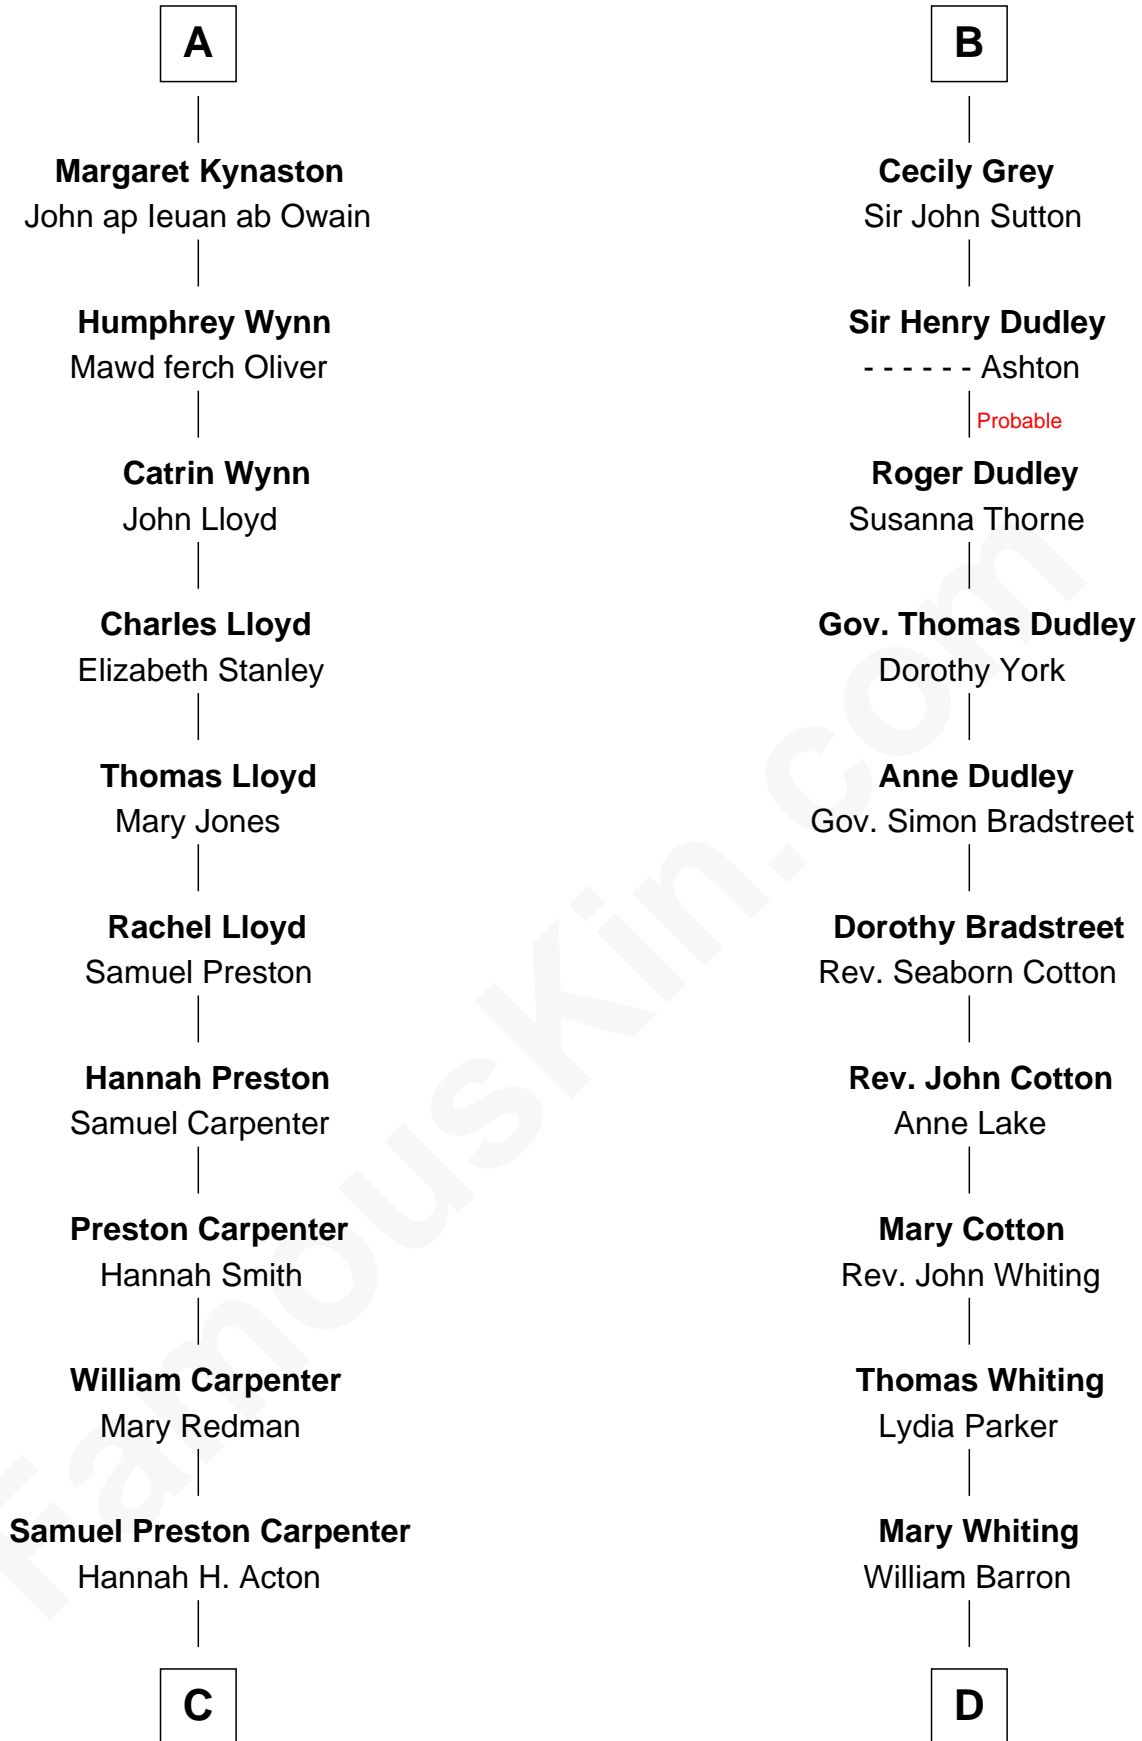 A
Margaret Kynaston
John ap Ieuan ab Owain
Humphrey Wynn
Mawd ferch Oliver
Catrin Wynn
John Lloyd
Charles Lloyd
Elizabeth Stanley
Thomas Lloyd
Mary Jones
Rachel Lloyd
Samuel Preston
Hannah Preston
Samuel Carpenter
Preston Carpenter
Hannah Smith
William Carpenter
Mary Redman
Samuel Preston Carpenter
Hannah H. Acton
C
B
Cecily Grey
Sir John Sutton
Sir Henry Dudley
- - - - - - Ashton
Probable
Roger Dudley
Susanna Thorne
Gov. Thomas Dudley
Dorothy York
Anne Dudley
Gov. Simon Bradstreet
Dorothy Bradstreet
Rev. Seaborn Cotton
Rev. John Cotton
Anne Lake
Mary Cotton
Rev. John Whiting
Thomas Whiting
Lydia Parker
Mary Whiting
William Barron
D
FamousKin.com